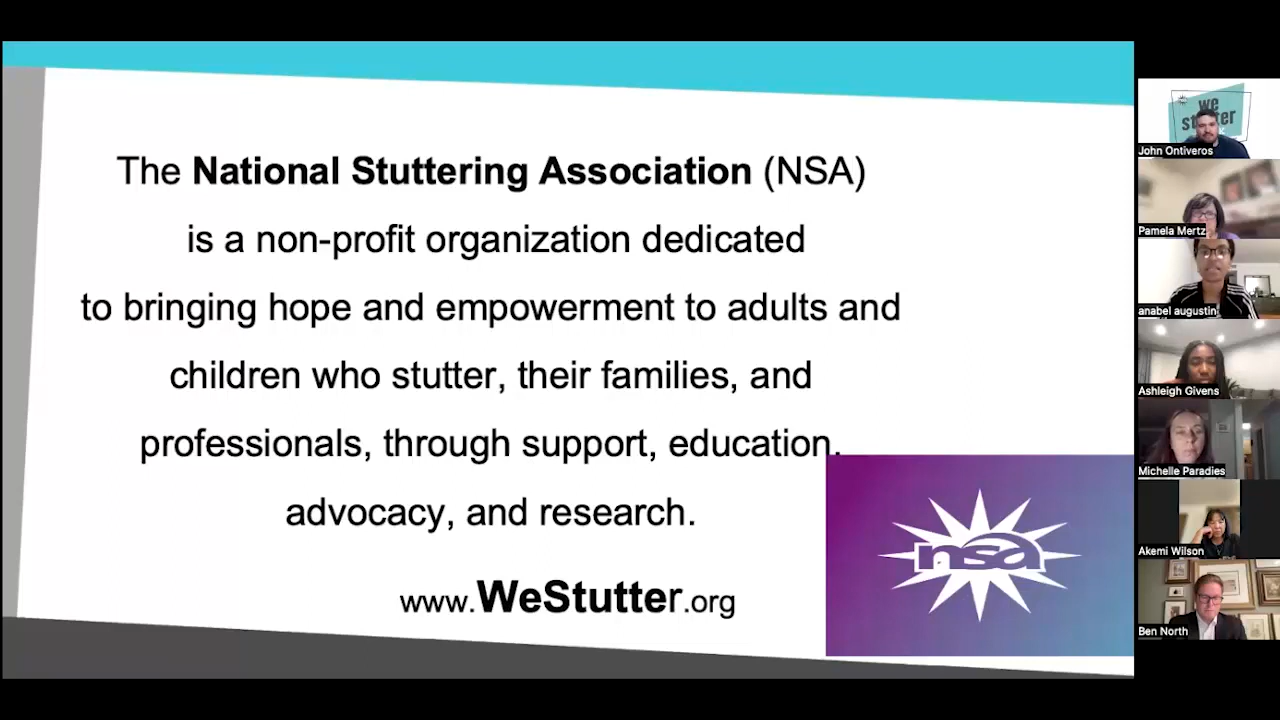 The National Stuttering Association (NSA)
is a non-profit organization dedicated
to bringing hope and empowerment to adults and
children who stutter, their families, and
professionals, through support, education,
advocacy, and research.
www.WeStutter.org
nsa
we
stutter
John Ontiveros
Pamela Mertz
anabel augustin
Ashleigh Givens
Michelle Paradies
Akemi Wilson
Ben North